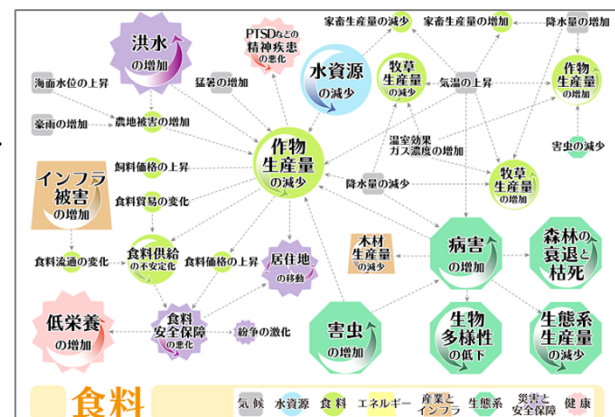 家畜生産量の減少
家畜生産量の増加
降水量の増加
洪水
の増加
PTSDなどの
精神疾患
の悪化
水資源
の減少
牧草
生産量
の減少
気温の上昇
作物
生産量
の増加
海面水位の上昇
猛暑の増加
豪雨の増加
農地被害の増加
害虫の減少
作物
生産量
の減少
温室効果
ガス濃度の増加
インフラ
被害
の増加
飼料価格の上昇
降水量の減少
牧草
生産量
の増加
食料貿易の変化
食料流通の変化
食料供給
の不安定化
食料価格の上昇
居住地
の移動
木材
生産量
の減少
病害
の増加
森林の
衰退と
枯死
低栄養
の増加
食料
安全保障
の悪化
紛争の激化
害虫
の増加
生物
多様性
の低下
生態系
生産量
の減少
食料
気候
水資源
食料
エネルギー
産業と
インフラ
生態系
災害と
安全保障
健康